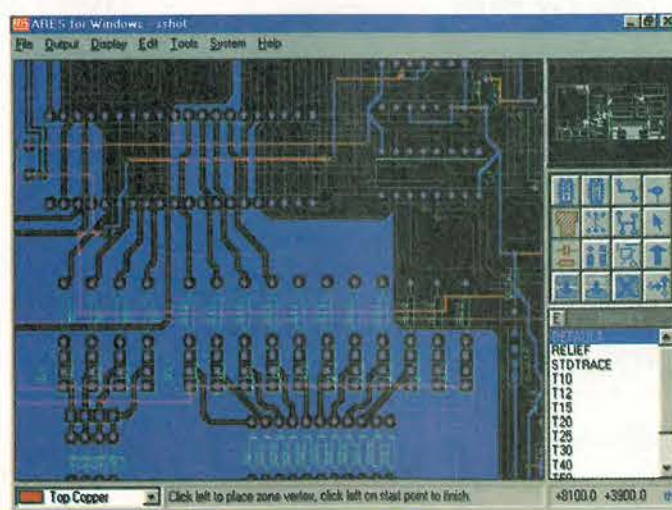 ARES for Windows - sshot
File Output Display Edit Tools System Help
E
DEFAULT
RELIEF
STDTRACE
T10
T12
T15
T20
T25
T30
T40
T50
Top Copper
Click left to place zone vertex, click left on start point to finish.
+8100.0 +3900.0 th